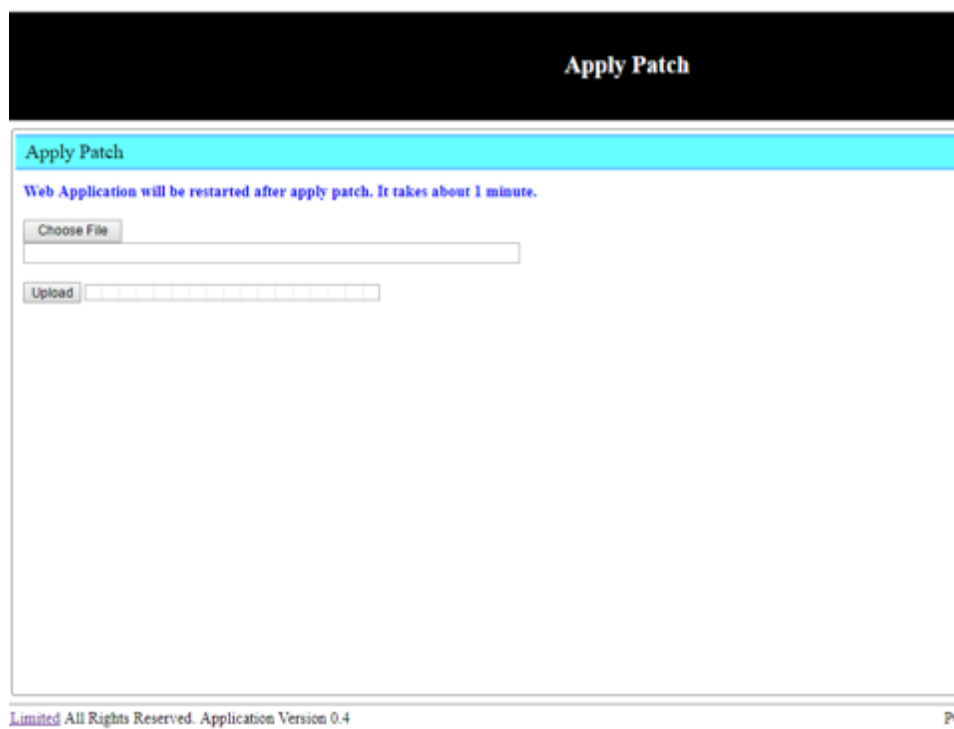 Apply Patch
Apply Patch
Web Application will be restarted after apply patch. It takes about 1 minute.
Choose File
Upload
Limited All Rights Reserved. Application Version 0.4